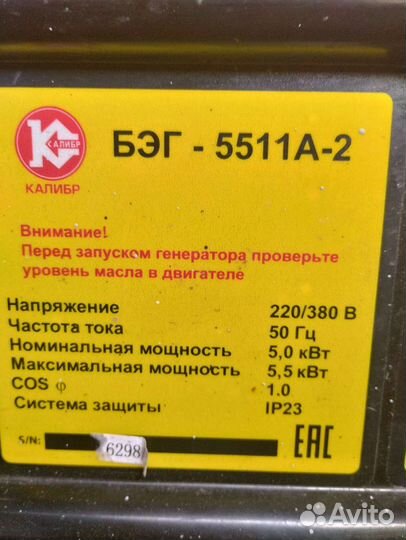 КАЛИБР
БЭГ - 5511А-2
КАЛИБР
Внимание!
Перед запуском генератора проверьте
уровень масла в двигателе
Напряжение 220/380 В
Частота тока 50 Гц
Номинальная мощность 5,0 кВт
Максимальная мощность 5,5 кВт
COS φ 1.0
Система защиты IP23
S/N: 6298
EAC
Avito